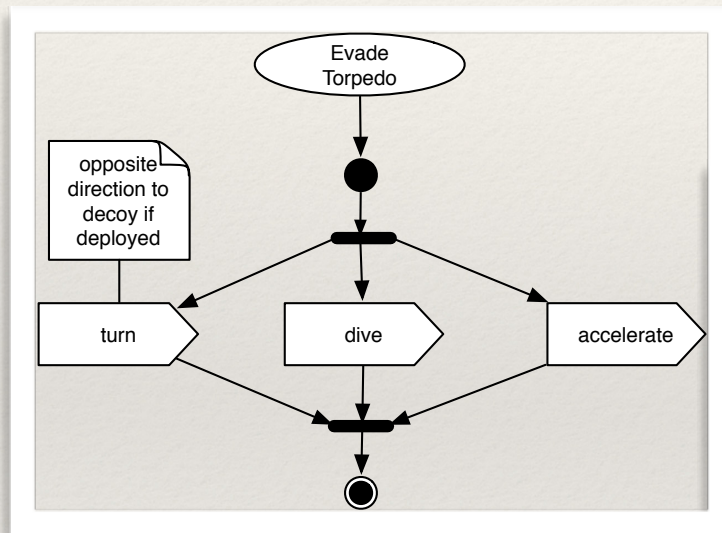 Evade
Torpedo
opposite
direction to
decoy if
deployed
turn
dive
accelerate